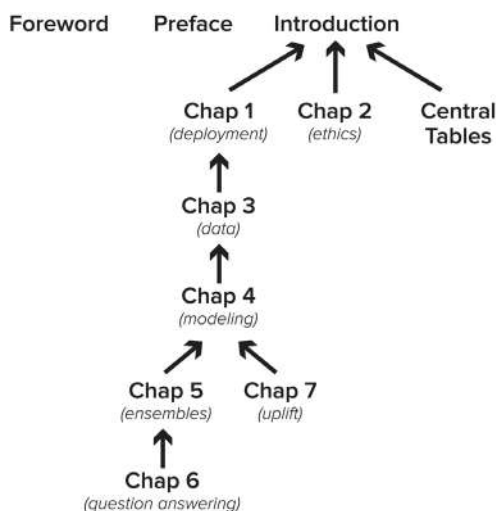 Foreword Preface Introduction
Chap 1 Chap 2 Central
(deployment) (ethics) Tables
Chap 3
(data)
Chap 4
(modeling)
Chap 5 Chap 7
(ensembles) (uplift)
Chap 6
(question answering)